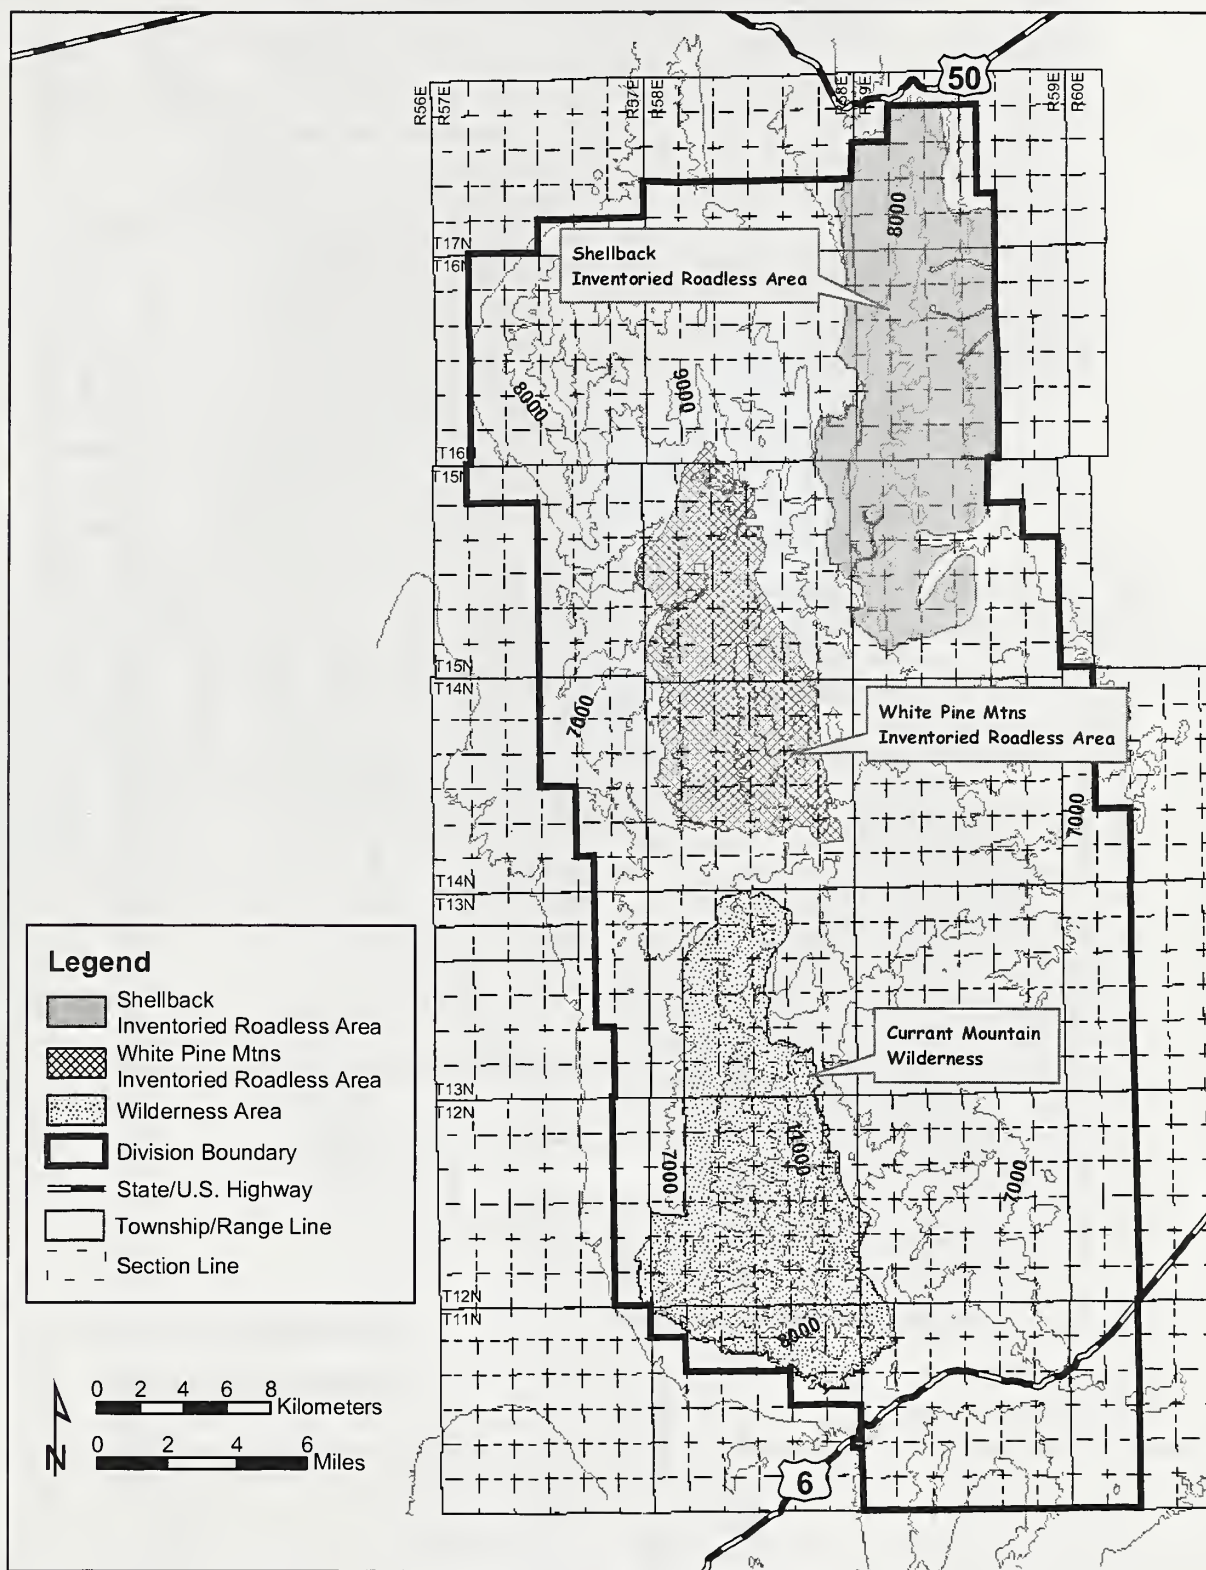 50
R56E
R57E
R57E
R58E
R58E
R59E
R59E
R60E
8000
T17N
T16N
Shellback
Inventoried Roadless Area
8000
9000
T16N
T15N
T15N
T14N
7000
White Pine Mtns
Inventoried Roadless Area
7000
T14N
T13N
Currant Mountain
Wilderness
T13N
T12N
7000
11000
7000
T12N
T11N
8000
6
Legend
Shellback
Inventoried Roadless Area
White Pine Mtns
Inventoried Roadless Area
Wilderness Area
Division Boundary
State/U.S. Highway
Township/Range Line
Section Line
N
0 2 4 6 8
Kilometers
0 2 4 6
Miles